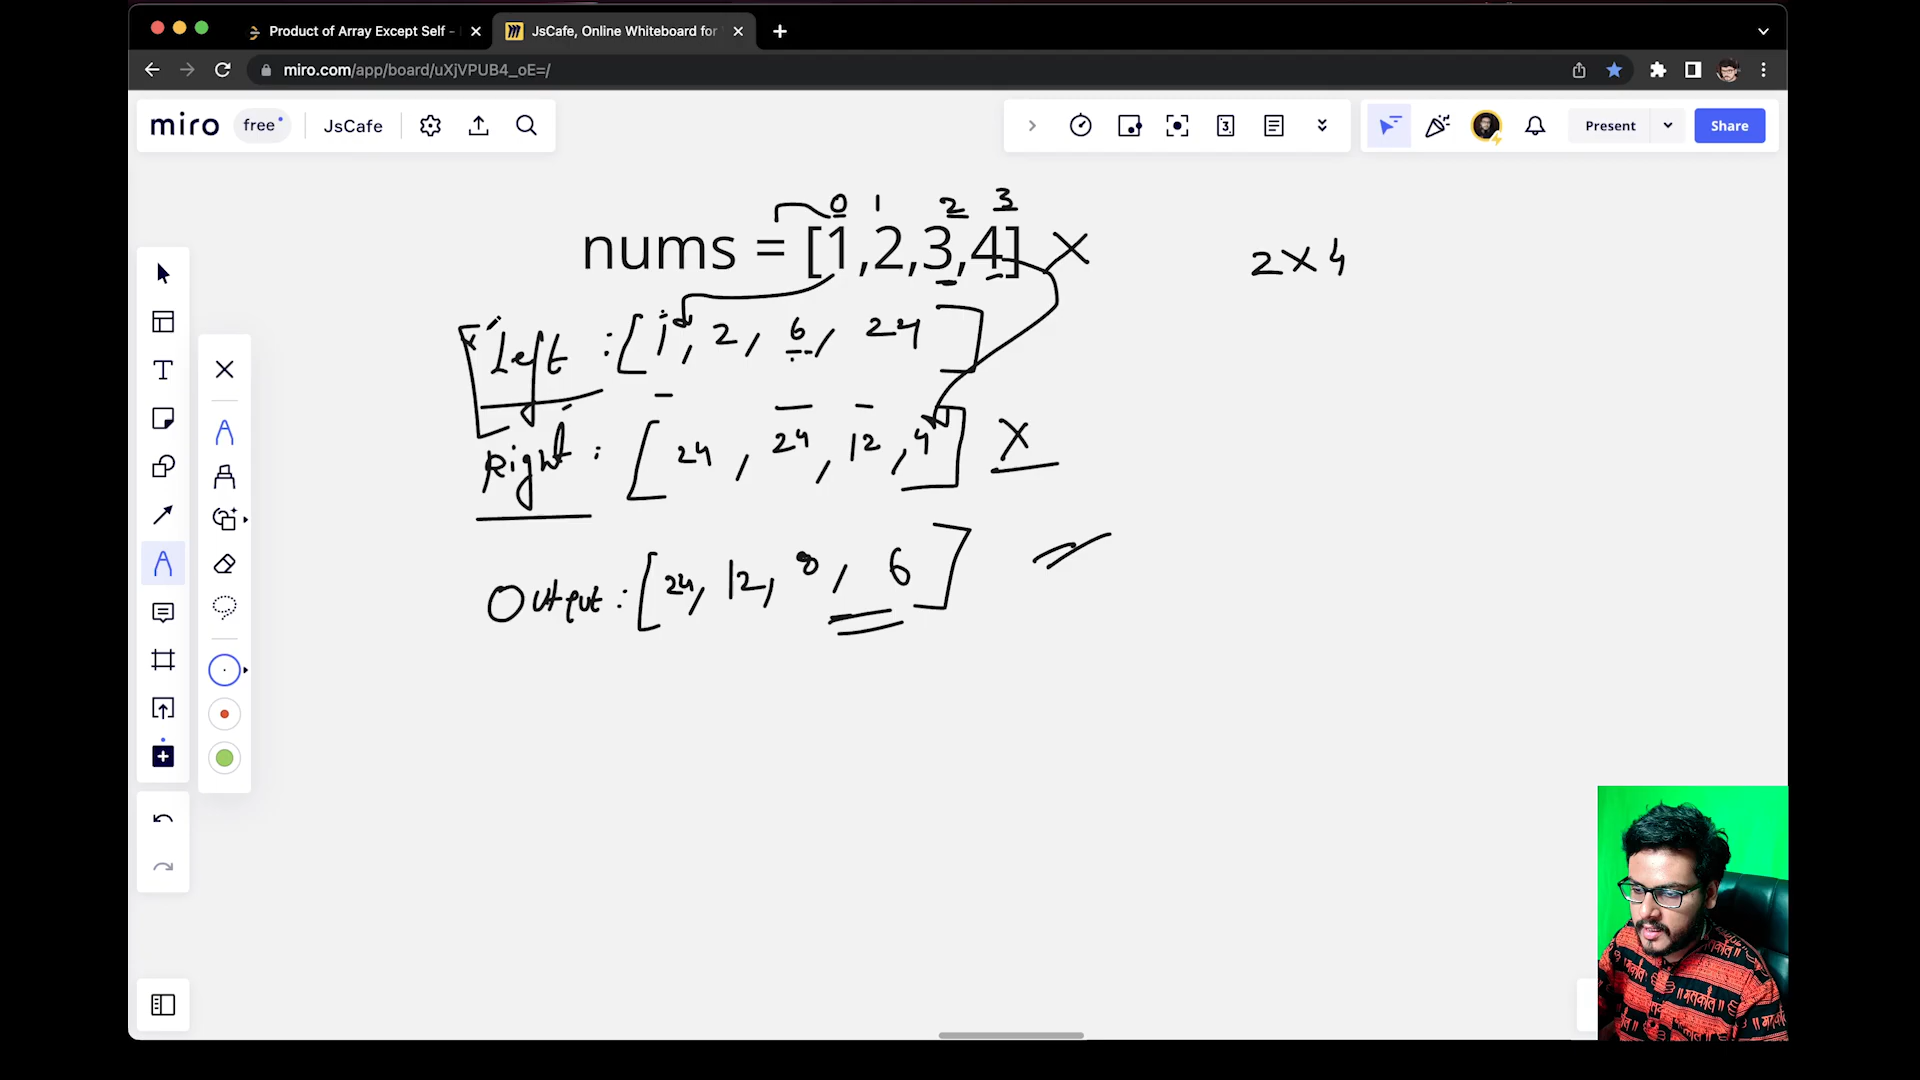 Product of Array Except Self -
JsCafe, Online Whiteboard for
miro.com/app/board/uXjVPUB4_oE=/
miro free JsCafe
3
Present
Share
0 1 2 3
nums = [1,2,3,4] X
2 X 4
Left : [1, 2, 6, 24]
Right : [24, 24, 12, 4] X
Output : [24, 12, 8, 6]